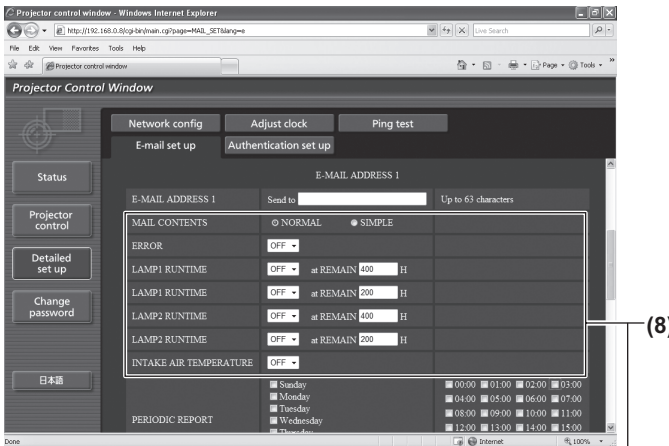 Projector control window - Windows Internet Explorer
http://192.168.0.8/cgi-bin/main.cgi?page=MAIL_SET&lang=e
Live Search
File Edit View Favorites Tools Help
Projector control window
Page Tools
Projector Control Window
Network config Adjust clock Ping test
E-mail set up Authentication set up
Status
Projector control
Detailed set up
Change password
日本語
E-MAIL ADDRESS 1
E-MAIL ADDRESS 1 Send to Up to 63 characters
MAIL CONTENTS NORMAL SIMPLE
ERROR OFF
LAMP1 RUNTIME OFF at REMAIN 400 H
LAMP1 RUNTIME OFF at REMAIN 200 H
LAMP2 RUNTIME OFF at REMAIN 400 H
LAMP2 RUNTIME OFF at REMAIN 200 H
INTAKE AIR TEMPERATURE OFF
PERIODIC REPORT
Sunday
Monday
Tuesday
Wednesday
Thursday
00:00 01:00 02:00 03:00
04:00 05:00 06:00 07:00
08:00 09:00 10:00 11:00
12:00 13:00 14:00 15:00
(8)
Done Internet 100%